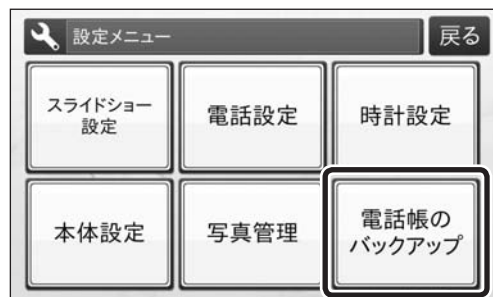 設定メニュー
戻る
スライドショー
設定
電話設定
時計設定
本体設定
写真管理
電話帳の
バックアップ